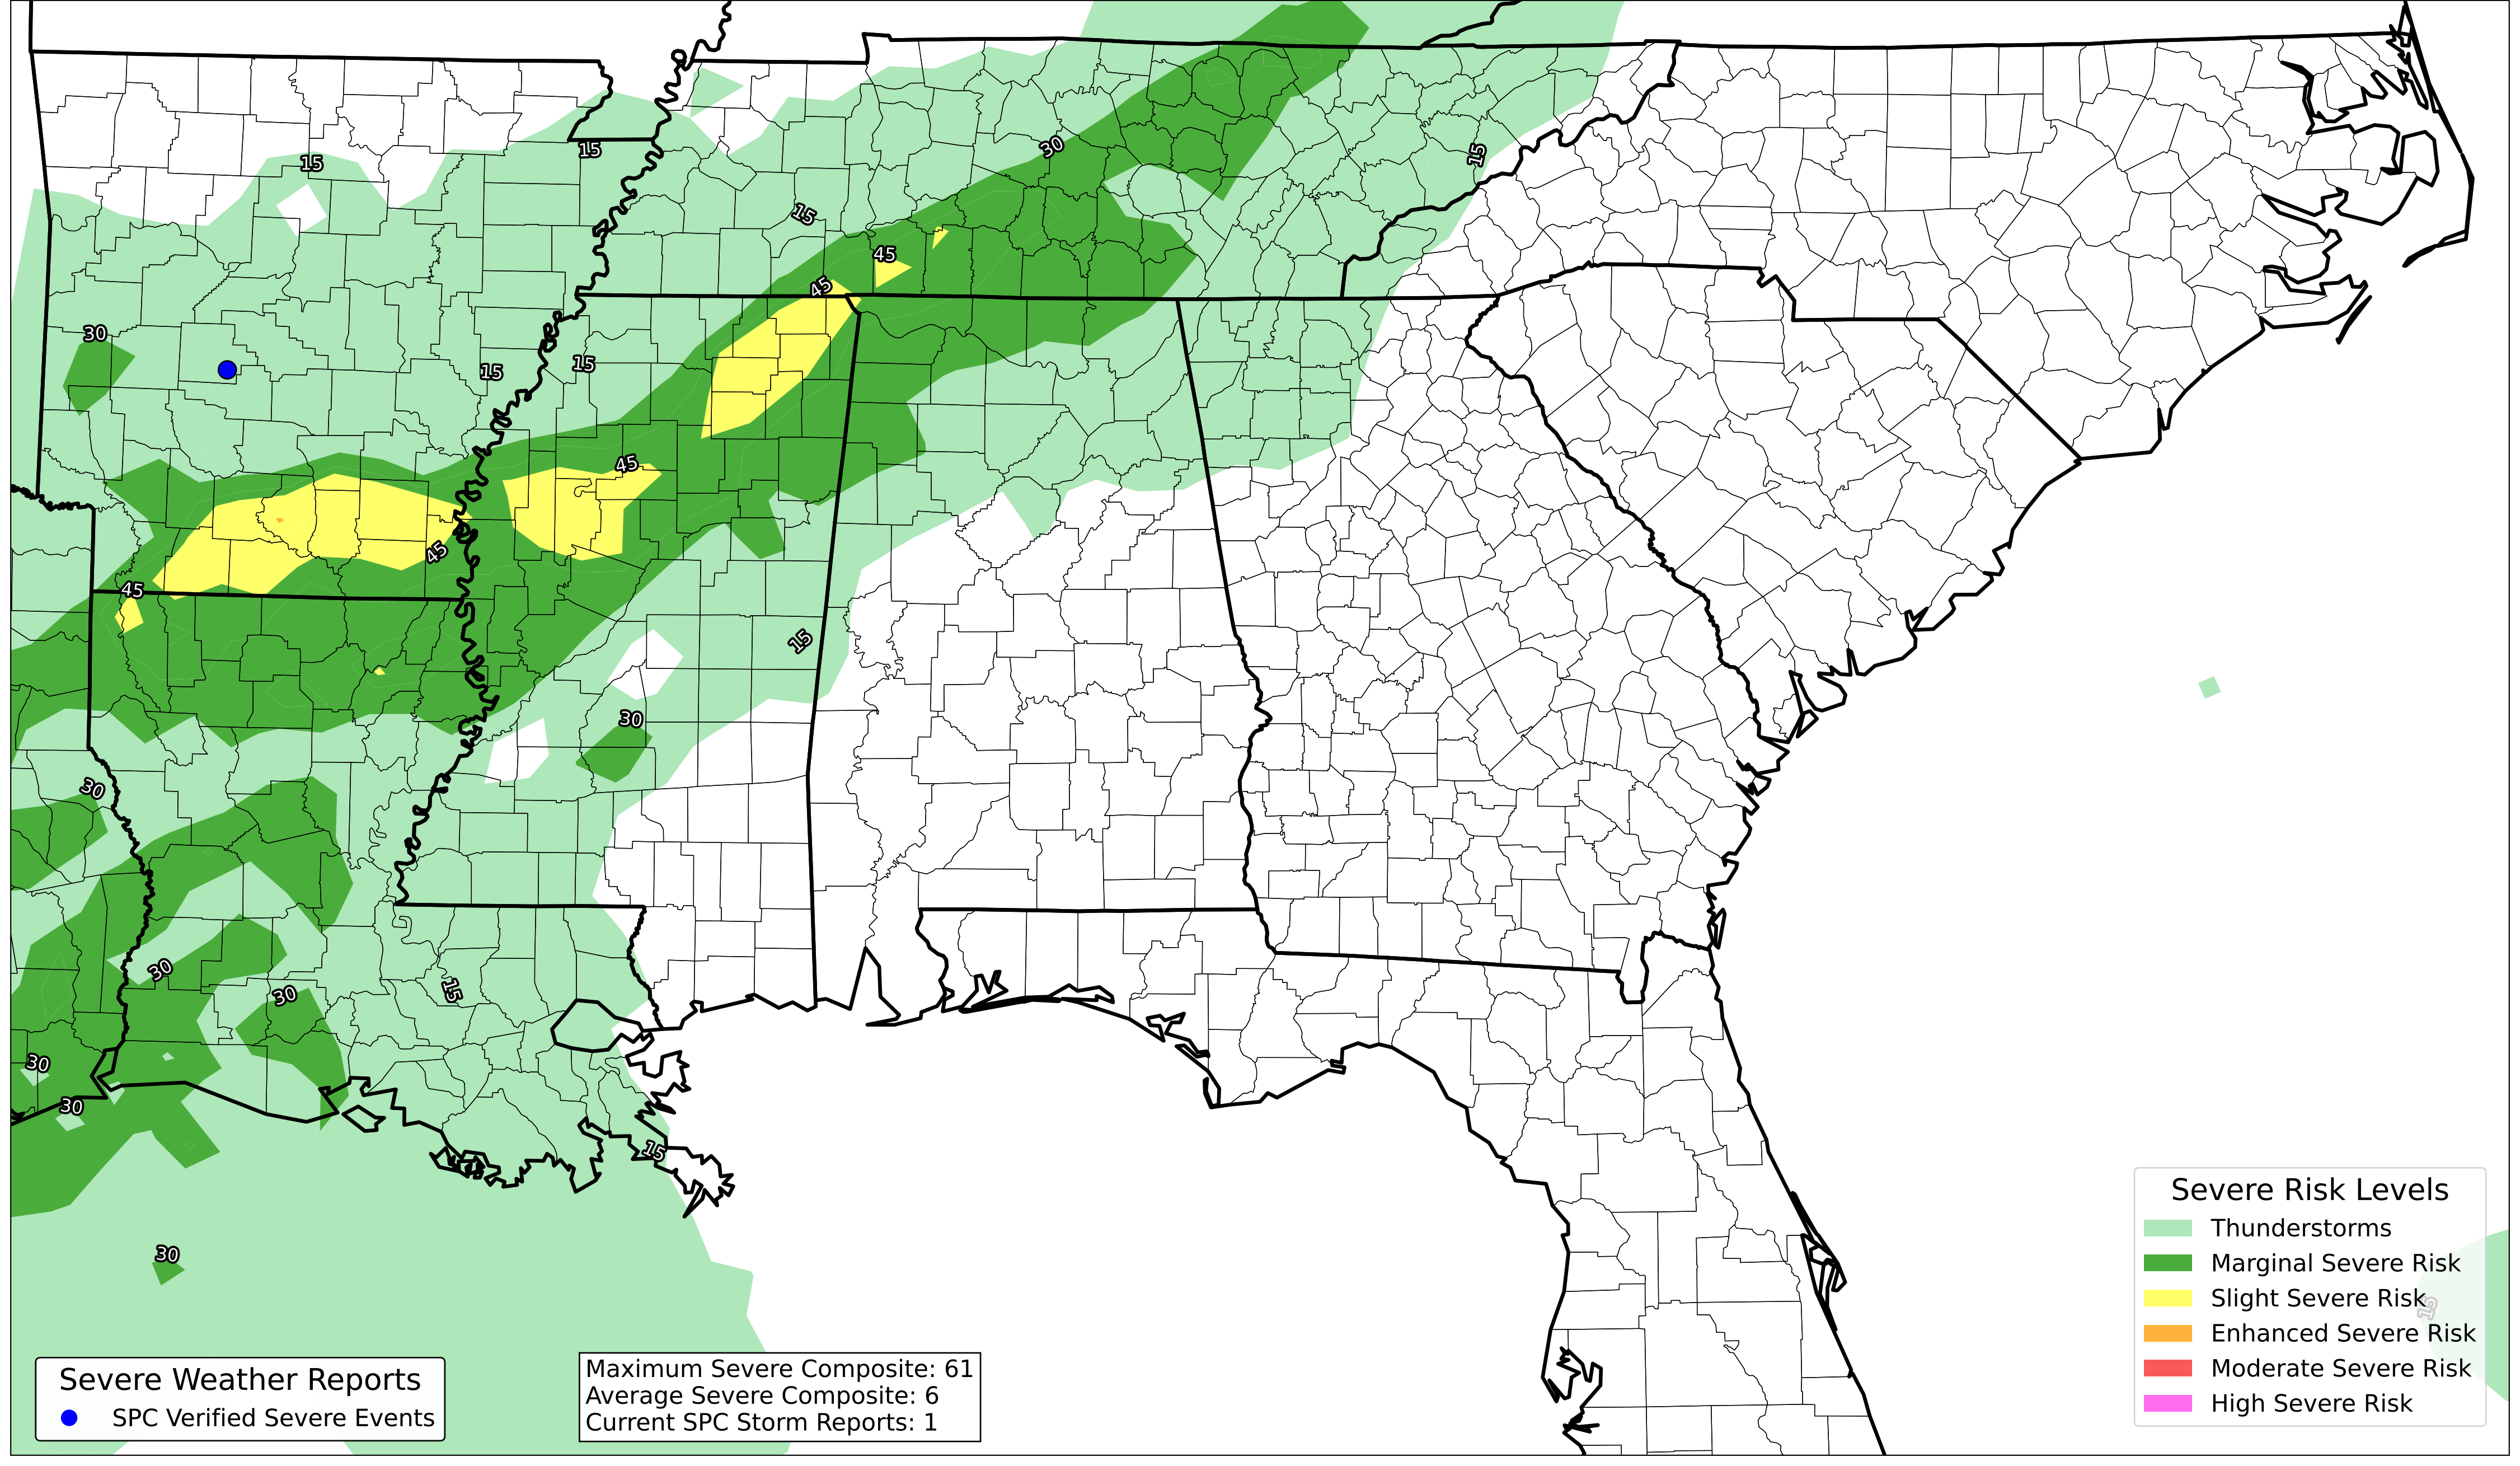 15
15
30
15
15
45
45
30
15
15
45
45
45
15
30
30
30
30
15
30
30
15
30
Severe Risk Levels
Thunderstorms
Marginal Severe Risk
Slight Severe Risk
15
Enhanced Severe Risk
Moderate Severe Risk
High Severe Risk
Severe Weather Reports
SPC Verified Severe Events
Maximum Severe Composite: 61
Average Severe Composite: 6
Current SPC Storm Reports: 1